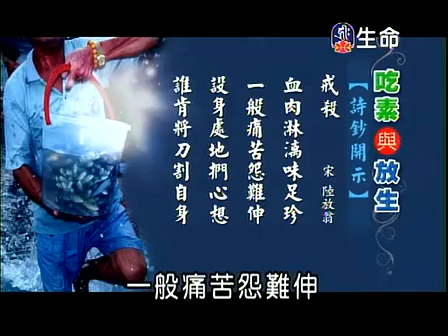 生命
吃素與放生
【詩鈔開示】
戒殺
宋 陸放翁
血肉淋漓味足珍
一般痛苦怨難伸
設身處地捫心想
誰肯將刀割自身
一般痛苦怨難伸